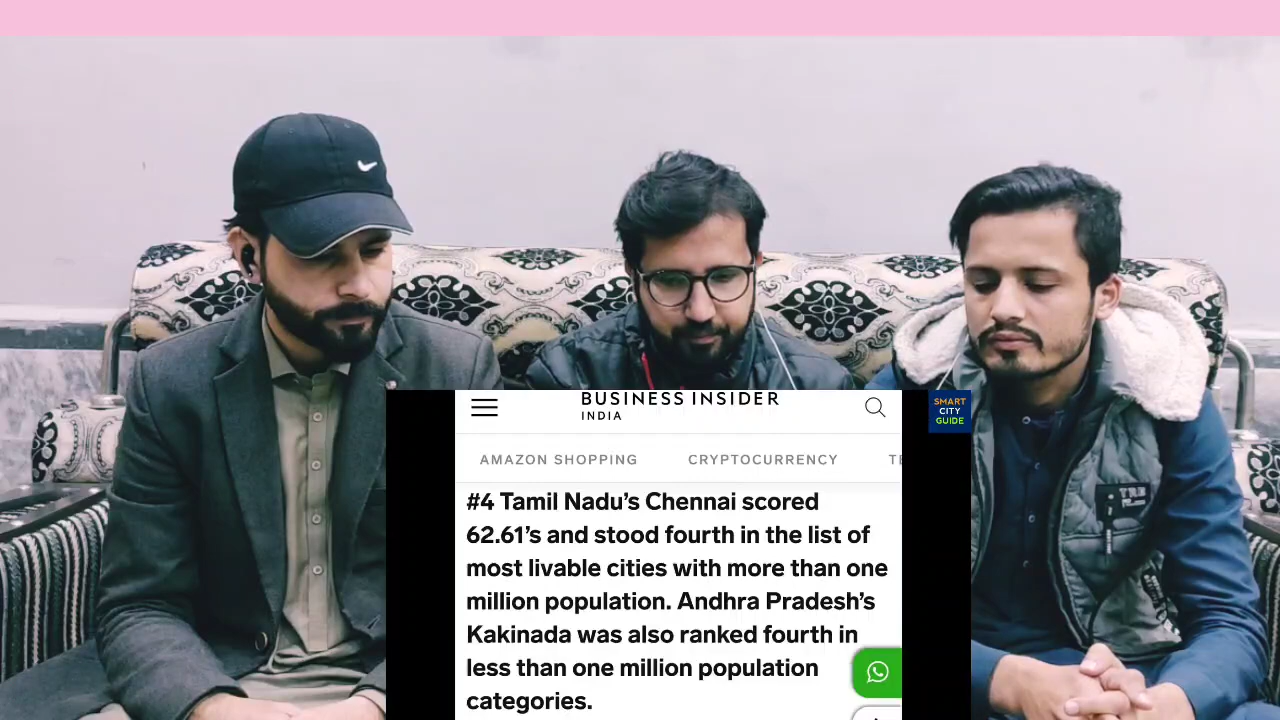 BUSINESS INSIDER
INDIA
SMART
CITY
GUIDE
AMAZON SHOPPING CRYPTOCURRENCY
#4 Tamil Nadu’s Chennai scored
62.61’s and stood fourth in the list of
most livable cities with more than one
million population. Andhra Pradesh’s
Kakinada was also ranked fourth in
less than one million population
categories.